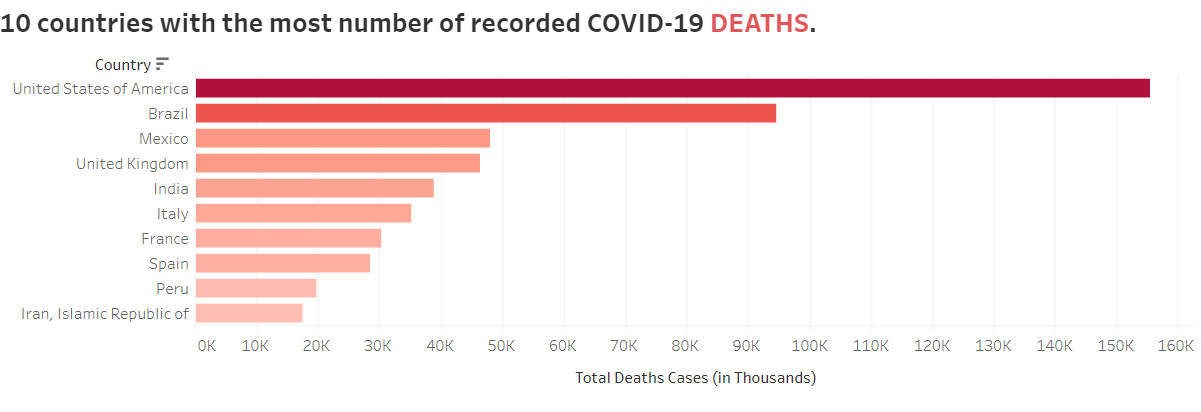 10 countries with the most number of recorded COVID-19 DEATHS.
Country
United States of America
Brazil
Mexico
United Kingdom
India
Italy
France
Spain
Peru
Iran, Islamic Republic of
0K 10K 20K 30K 40K 50K 60K 70K 80K 90K 100K 110K 120K 130K 140K 150K 160K
Total Deaths Cases (in Thousands)